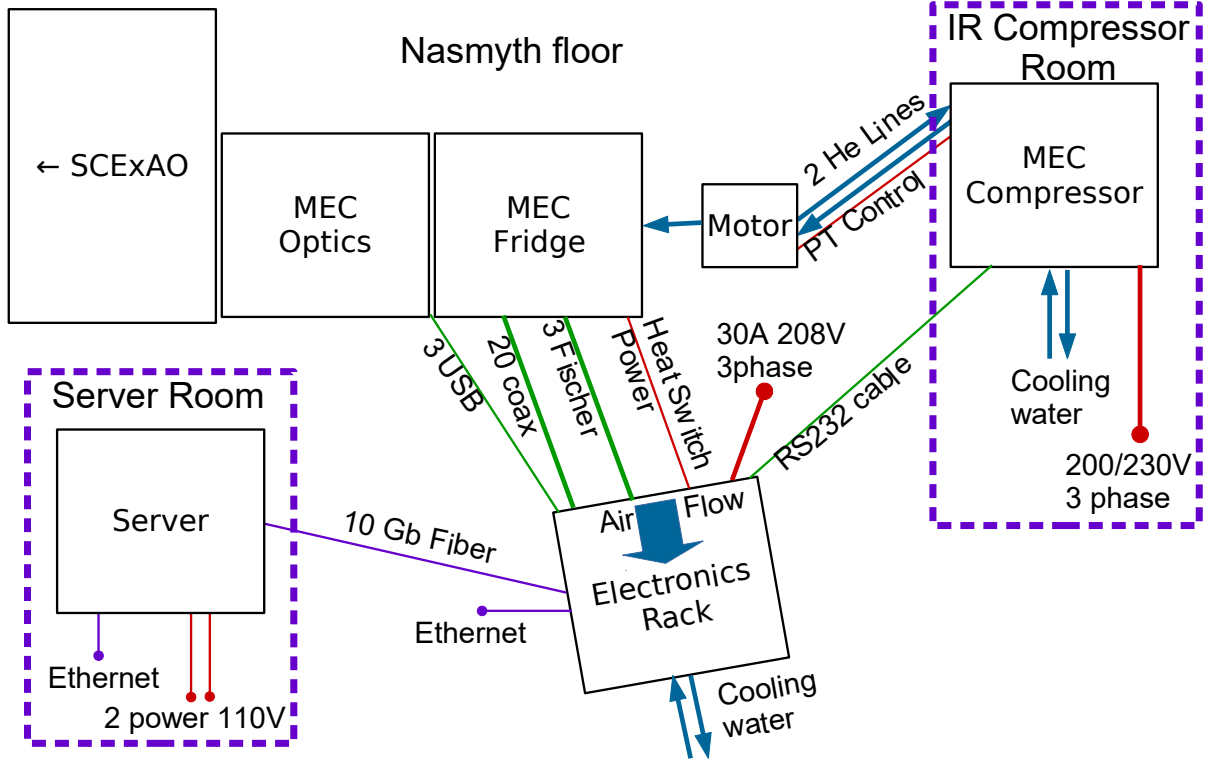 Nasmyth floor
IR Compressor
Room
← SCExAO
MEC
Optics
MEC
Fridge
Motor
2 He Lines
PT Control
MEC
Compressor
Cooling
water
200/230V
3 phase
3 USB
20 coax
3 Fischer
Heat Switch
Power
30A 208V
3phase
RS232 cable
Server Room
Server
Ethernet
2 power 110V
10 Gb Fiber
Ethernet
Air Flow
Electronics
Rack
Cooling
water